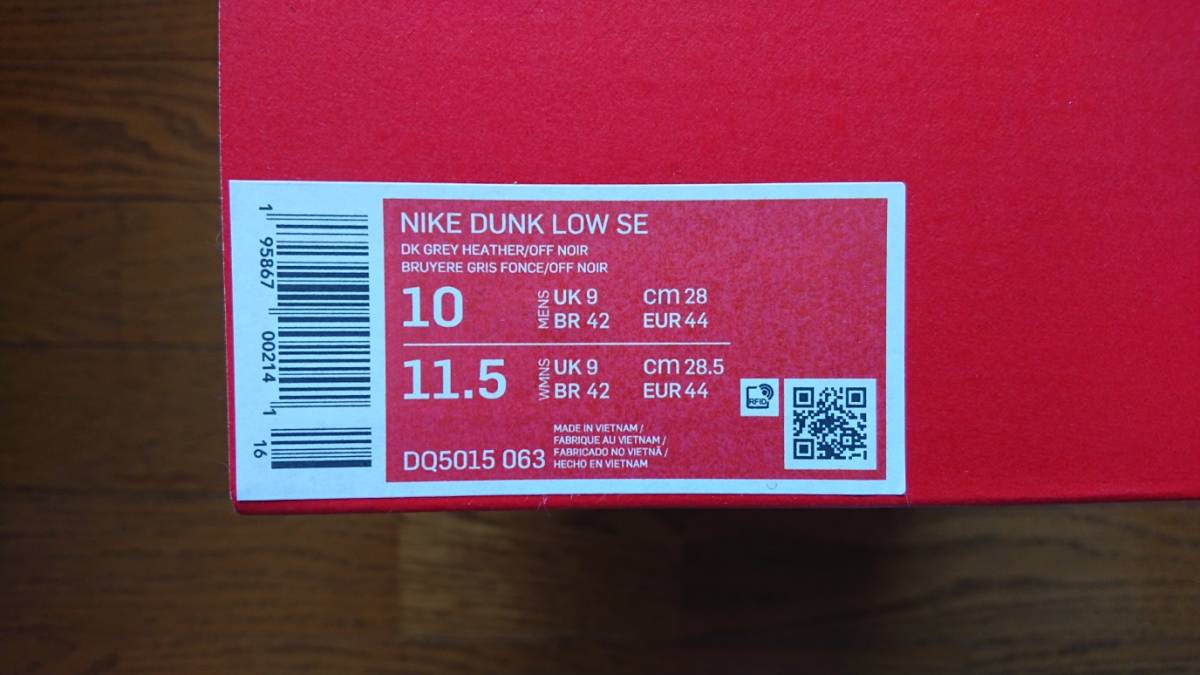 NIKE DUNK LOW SE
DK GREY HEATHER/OFF NOIR
BRUYERE GRIS FONCE/OFF NOIR
10 MENS UK 9 cm 28
BR 42 EUR 44
11.5 WMNS UK 9 cm 28.5
BR 42 EUR 44
RFID
DQ5015 063
MADE IN VIETNAM /
FABRIQUE AU VIETNAM /
FABRICADO NO VIETNÃ /
HECHO EN VIETNAM
1 95867 00214 1 16